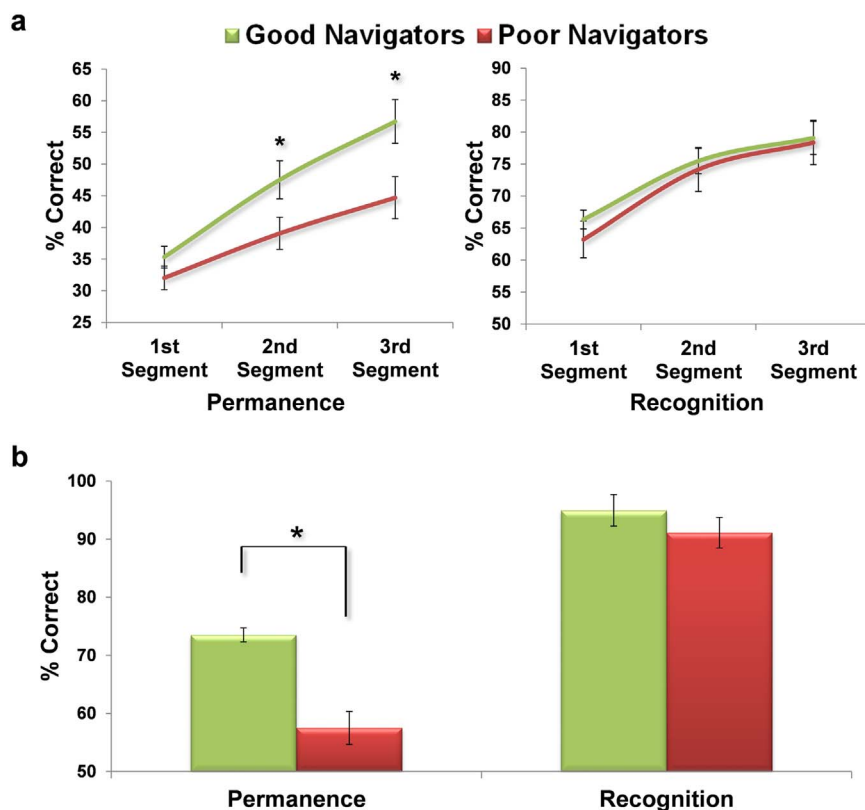 a
Good Navigators Poor Navigators
65
60
55
50
45
40
35
30
25
% Correct
*
*
1st Segment
2nd Segment
3rd Segment
Permanence
90
85
80
75
70
65
60
55
50
% Correct
1st Segment
2nd Segment
3rd Segment
Recognition
b
100
90
80
70
60
50
% Correct
*
Permanence
Recognition